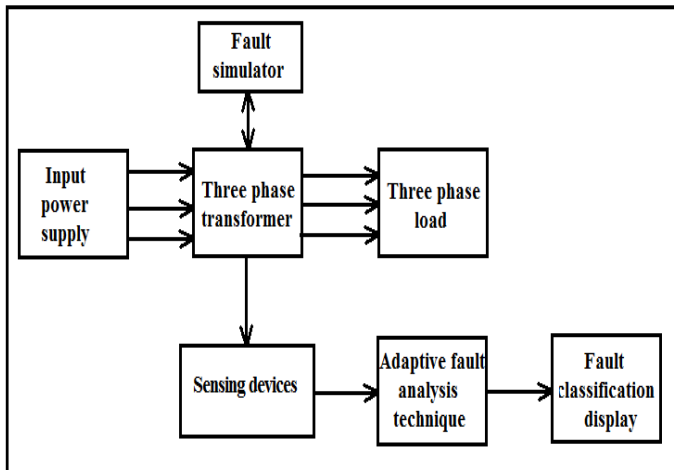 Fault
simulator
Input
power
supply
Three phase
transformer
Three phase
load
Sensing devices
Adaptive fault
analysis
technique
Fault
classification
display